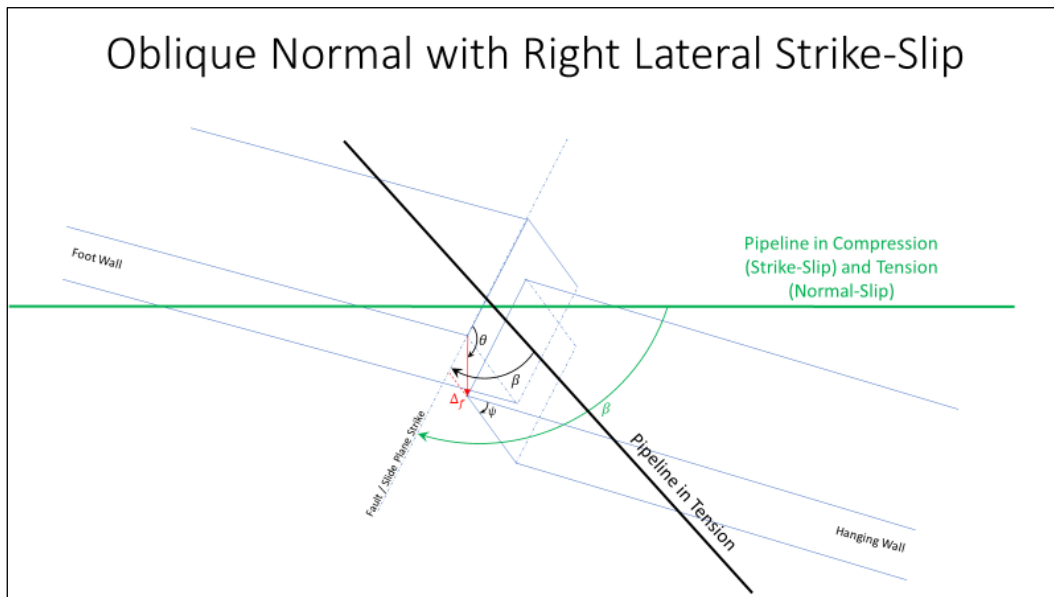 Oblique Normal with Right Lateral Strike-Slip
Pipeline in Compression
(Strike-Slip) and Tension
(Normal-Slip)
Foot Wall
θ
β
Δf
ψ
β
Fault / Slide Plane Strike
Pipeline in Tension
Hanging Wall